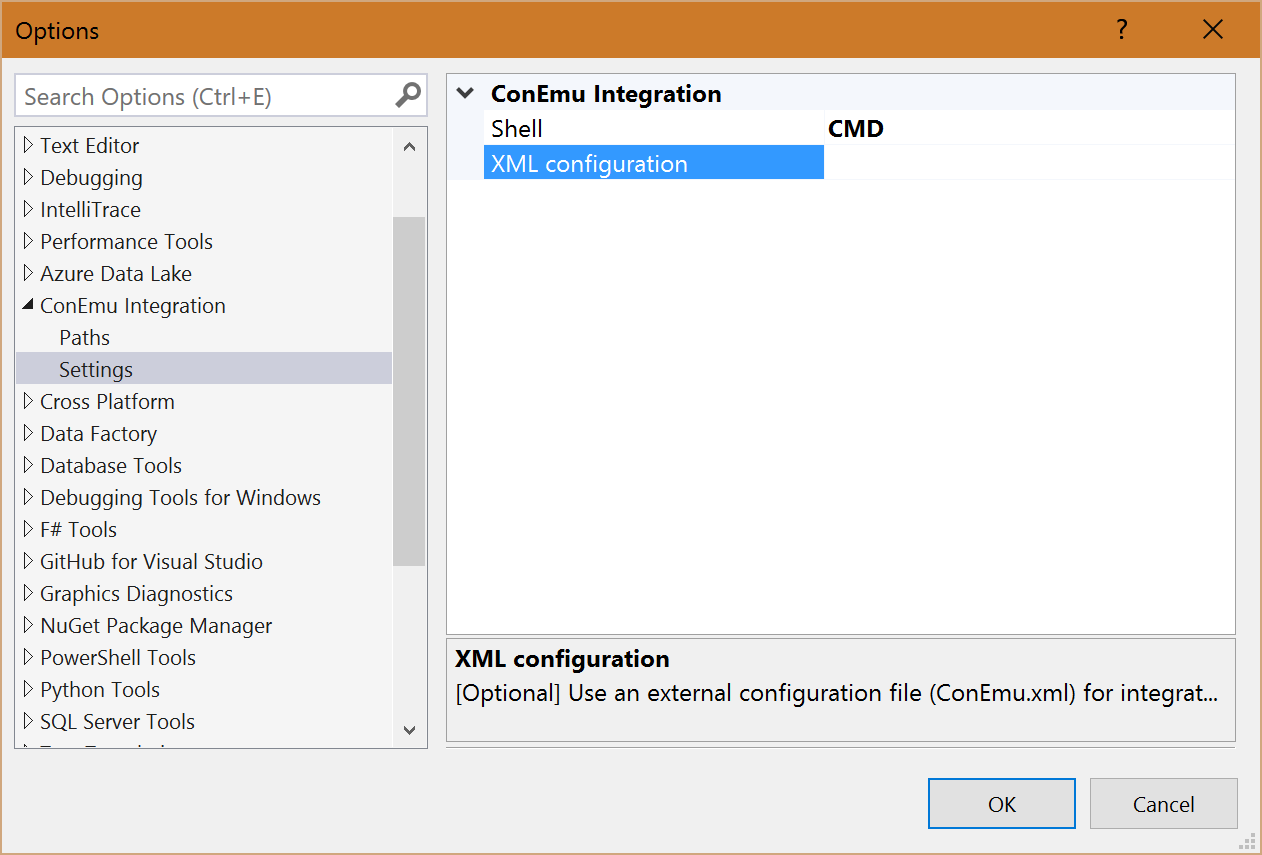 Options
?
Search Options (Ctrl+E)
Text Editor
Debugging
IntelliTrace
Performance Tools
Azure Data Lake
ConEmu Integration
Paths
Settings
Cross Platform
Data Factory
Database Tools
Debugging Tools for Windows
F# Tools
GitHub for Visual Studio
Graphics Diagnostics
NuGet Package Manager
PowerShell Tools
Python Tools
SQL Server Tools
ConEmu Integration
Shell CMD
XML configuration
XML configuration
[Optional] Use an external configuration file (ConEmu.xml) for integrat...
OK Cancel